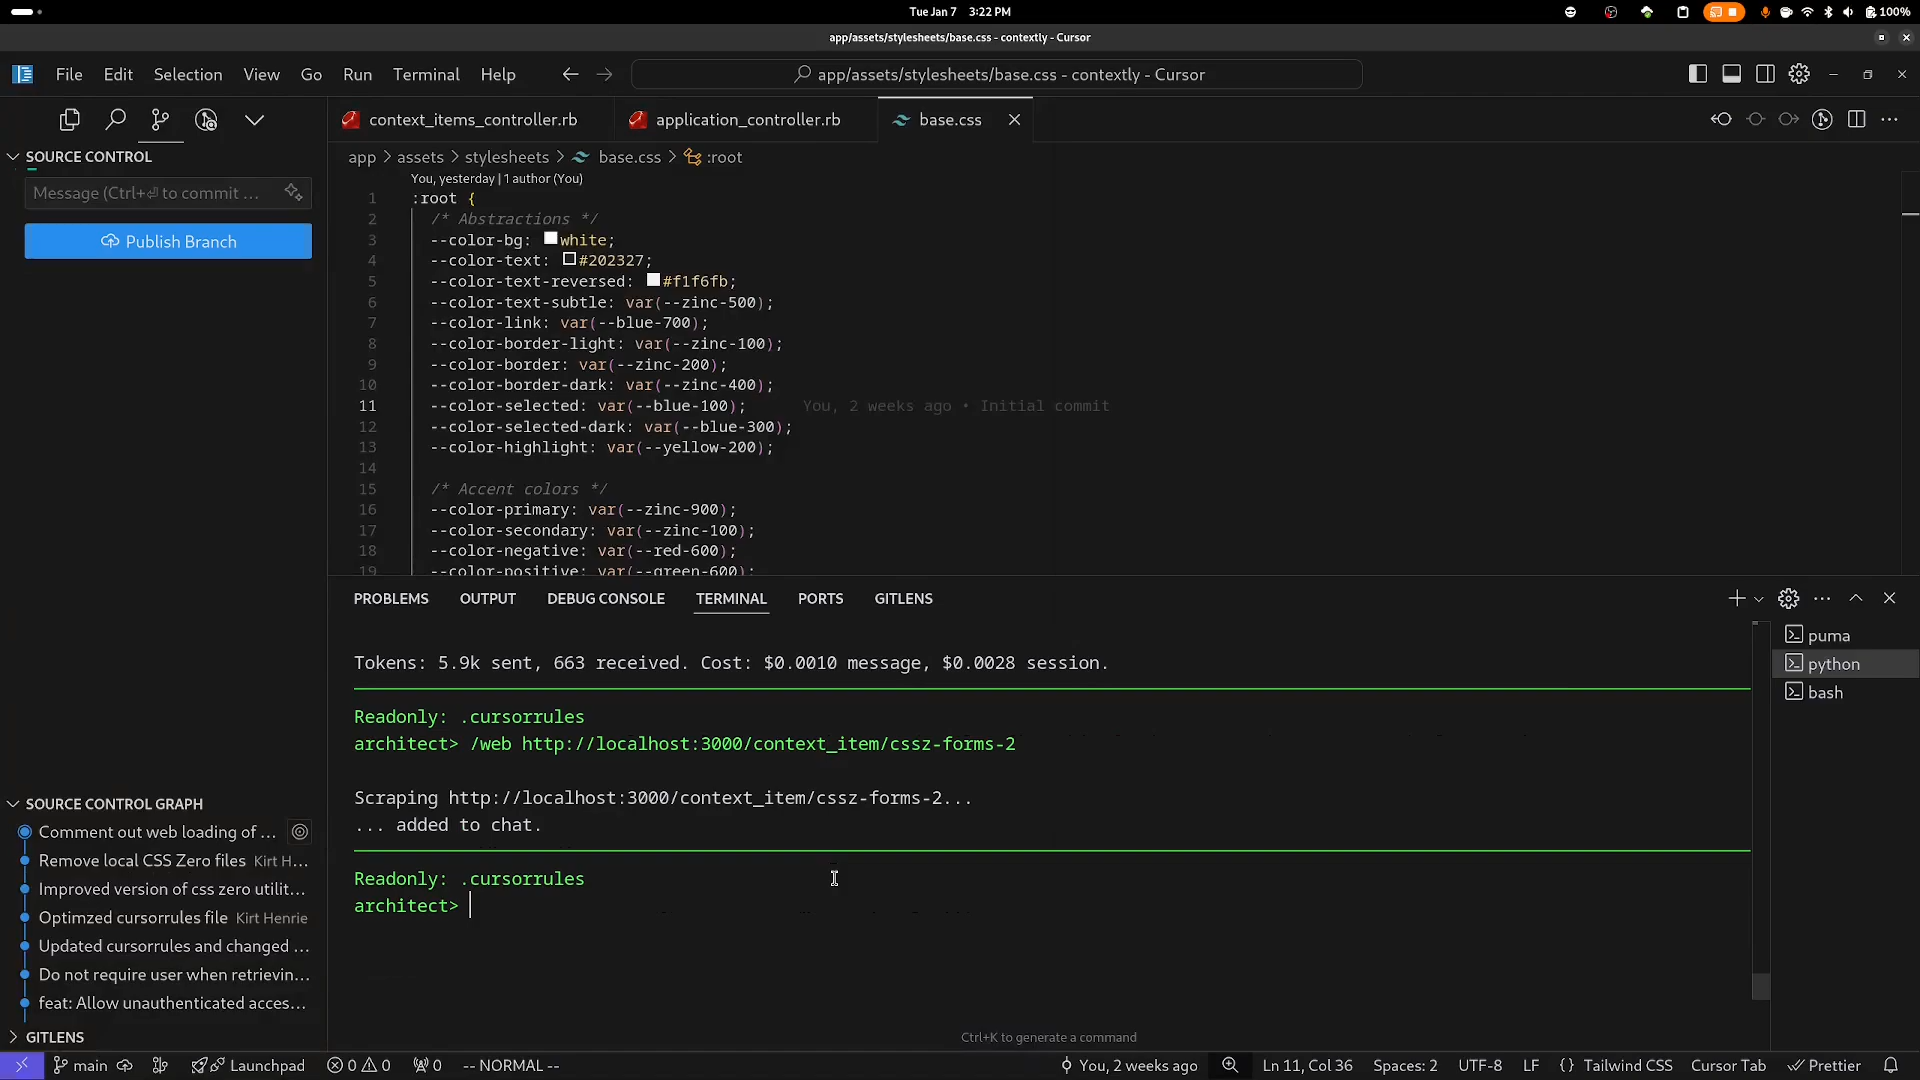 Tue Jan 7 3:22 PM
100%
app/assets/stylesheets/base.css - contextly - Cursor
File Edit Selection View Go Run Terminal Help
app/assets/stylesheets/base.css - contextly - Cursor
context_items_controller.rb
application_controller.rb
base.css
SOURCE CONTROL
Message (Ctrl+⏎ to commit ...
Publish Branch
app > assets > stylesheets > base.css > :root
You, yesterday | 1 author (You)
1 :root {
2 /* Abstractions */
3 --color-bg: white;
4 --color-text: #202327;
5 --color-text-reversed: #f1f6fb;
6 --color-text-subtle: var(--zinc-500);
7 --color-link: var(--blue-700);
8 --color-border-light: var(--zinc-100);
9 --color-border: var(--zinc-200);
10 --color-border-dark: var(--zinc-400);
11 --color-selected: var(--blue-100); You, 2 weeks ago • Initial commit
12 --color-selected-dark: var(--blue-300);
13 --color-highlight: var(--yellow-200);
14
15 /* Accent colors */
16 --color-primary: var(--zinc-900);
17 --color-secondary: var(--zinc-100);
18 --color-negative: var(--red-600);
19 --color-positive: var(--green-600);
PROBLEMS OUTPUT DEBUG CONSOLE TERMINAL PORTS GITLENS
Tokens: 5.9k sent, 663 received. Cost: $0.0010 message, $0.0028 session.
Readonly: .cursorrules
architect> /web http://localhost:3000/context_item/cssz-forms-2
Scraping http://localhost:3000/context_item/cssz-forms-2...
... added to chat.
Readonly: .cursorrules
architect>
Ctrl+K to generate a command
puma
python
bash
SOURCE CONTROL GRAPH
Comment out web loading of ...
Remove local CSS Zero files Kirt H...
Improved version of css zero utilit...
Optimzed cursorrules file Kirt Henrie
Updated cursorrules and changed ...
Do not require user when retrievin...
feat: Allow unauthenticated acces...
GITLENS
main Launchpad 0 0 0 -- NORMAL -- You, 2 weeks ago Ln 11, Col 36 Spaces: 2 UTF-8 LF {} Tailwind CSS Cursor Tab Prettier